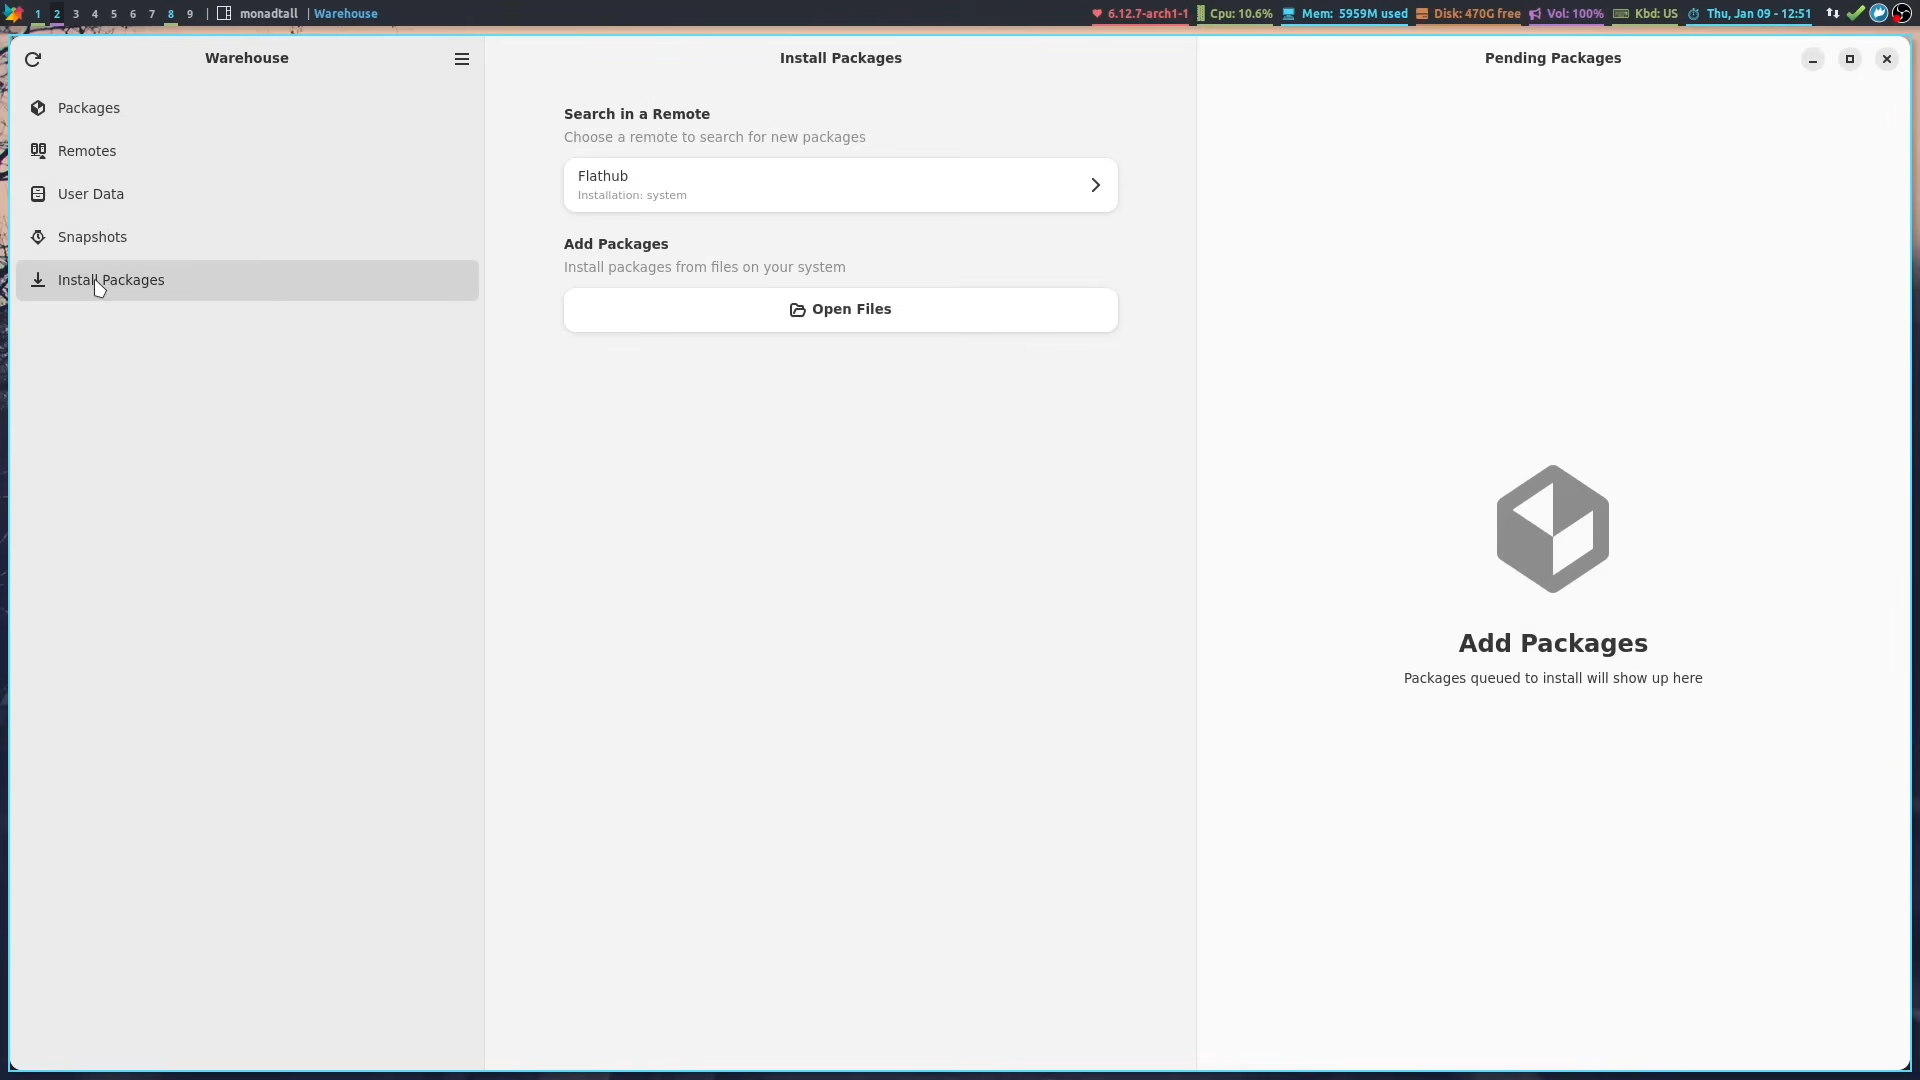 1 2 3 4 5 6 7 8 9 | monadtall | Warehouse 6.12.7-arch1-1 Cpu: 10.6% Mem: 5959M used Disk: 470G free Vol: 100% Kbd: US Thu, Jan 09 - 12:51
Warehouse
Packages
Remotes
User Data
Snapshots
Install Packages
Install Packages
Search in a Remote
Choose a remote to search for new packages
Flathub
Installation: system
Add Packages
Install packages from files on your system
Open Files
Pending Packages
Add Packages
Packages queued to install will show up here